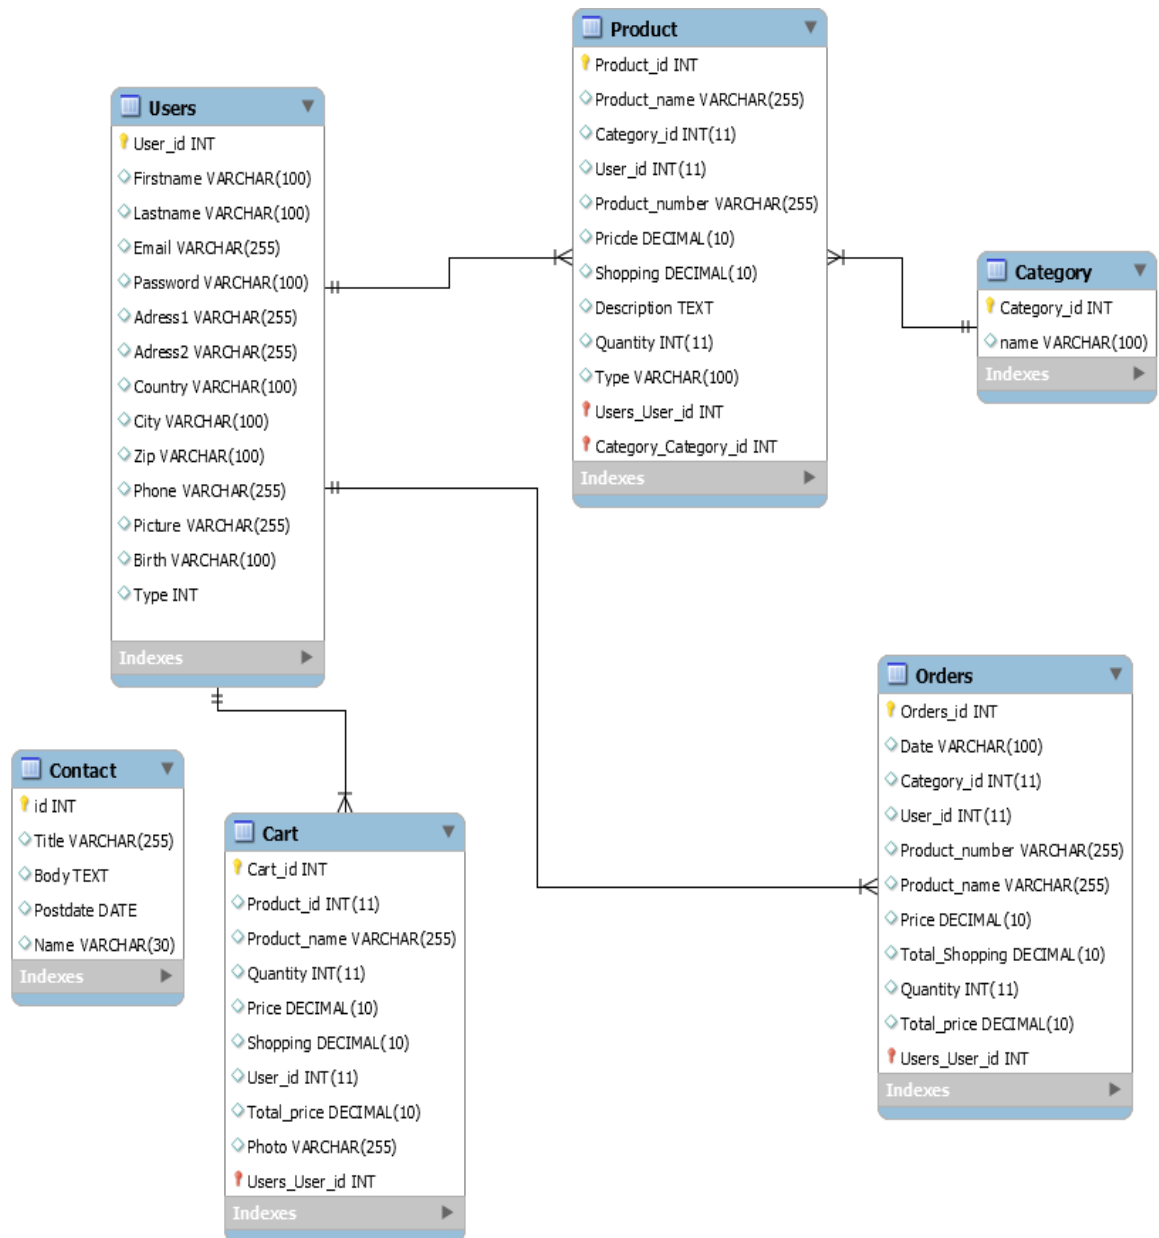 Product
Product_id INT
Product_name VARCHAR(255)
Category_id INT(11)
User_id INT(11)
Product_number VARCHAR(255)
Pricde DECIMAL(10)
Shopping DECIMAL(10)
Description TEXT
Quantity INT(11)
Type VARCHAR(100)
Users_User_id INT
Category_Category_id INT
Indexes
Users
User_id INT
Firstname VARCHAR(100)
Lastname VARCHAR(100)
Email VARCHAR(255)
Password VARCHAR(100)
Adress1 VARCHAR(255)
Adress2 VARCHAR(255)
Country VARCHAR(100)
City VARCHAR(100)
Zip VARCHAR(100)
Phone VARCHAR(255)
Picture VARCHAR(255)
Birth VARCHAR(100)
Type INT
Indexes
Category
Category_id INT
name VARCHAR(100)
Indexes
Orders
Orders_id INT
Date VARCHAR(100)
Category_id INT(11)
User_id INT(11)
Product_number VARCHAR(255)
Product_name VARCHAR(255)
Price DECIMAL(10)
Total_Shopping DECIMAL(10)
Quantity INT(11)
Total_price DECIMAL(10)
Users_User_id INT
Indexes
Contact
id INT
Title VARCHAR(255)
Body TEXT
Postdate DATE
Name VARCHAR(30)
Indexes
Cart
Cart_id INT
Product_id INT(11)
Product_name VARCHAR(255)
Quantity INT(11)
Price DECIMAL(10)
Shopping DECIMAL(10)
User_id INT(11)
Total_price DECIMAL(10)
Photo VARCHAR(255)
Users_User_id INT
Indexes